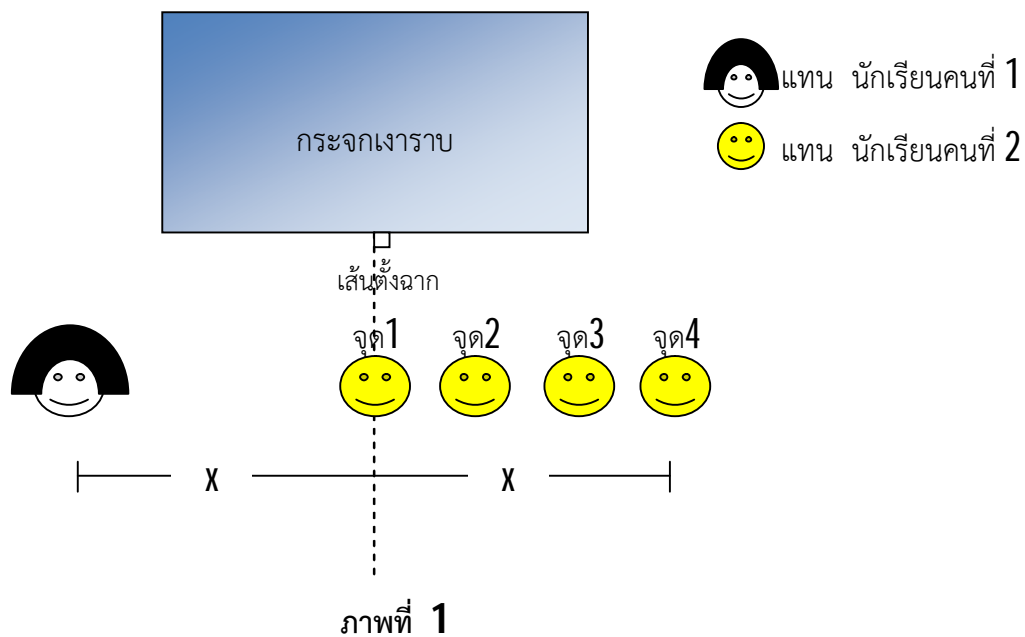 แทน นักเรียนคนที่ 1
แทน นักเรียนคนที่ 2
กระจกเงาราบ
เส้นตั้งฉาก
จุด1 จุด2 จุด3 จุด4
x x
ภาพที่ 1